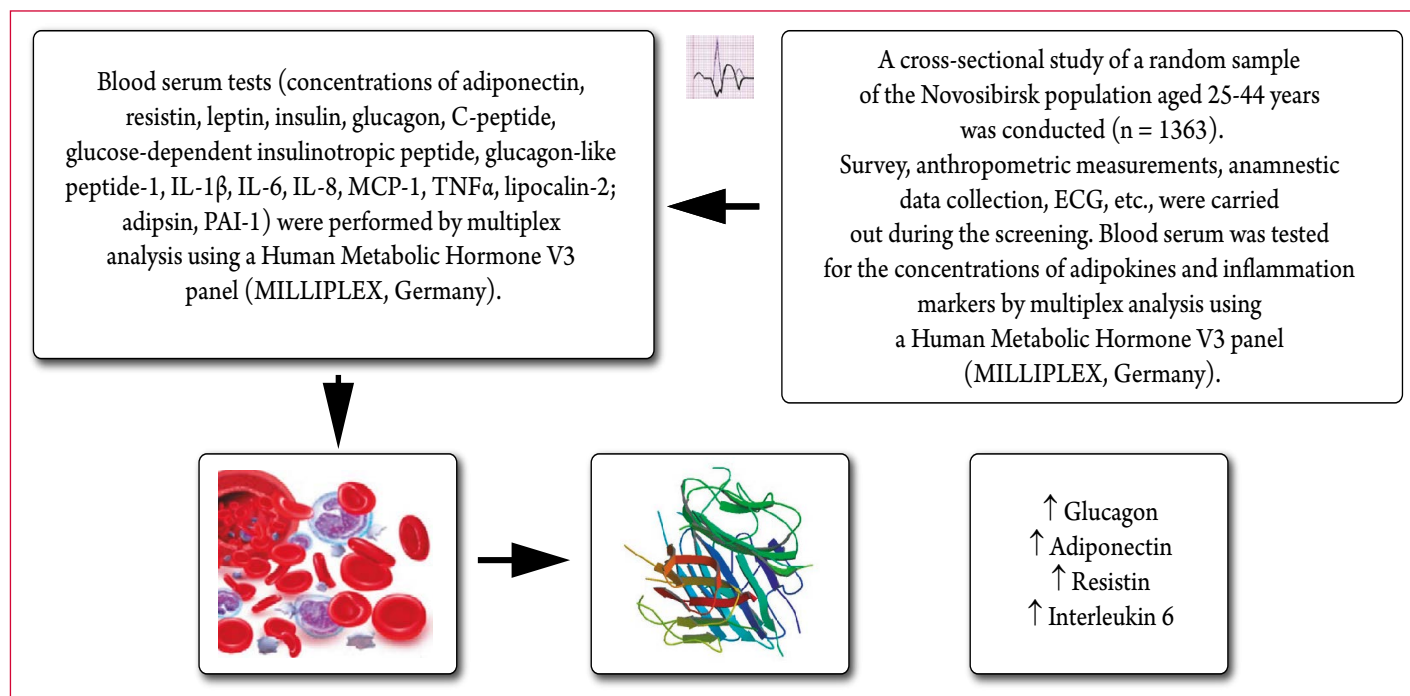 Blood serum tests (concentrations of adiponectin,
resistin, leptin, insulin, glucagon, C-peptide,
glucose-dependent insulinotropic peptide, glucagon-like
peptide-1, IL-1β, IL-6, IL-8, MCP-1, TNFα, lipocalin-2;
adipsin, PAI-1) were performed by multiplex
analysis using a Human Metabolic Hormone V3
panel (MILLIPLEX, Germany).
A cross-sectional study of a random sample
of the Novosibirsk population aged 25-44 years
was conducted (n = 1363).
Survey, anthropometric measurements, anamnestic
data collection, ECG, etc., were carried
out during the screening. Blood serum was tested
for the concentrations of adipokines and inflammation
markers by multiplex analysis using
a Human Metabolic Hormone V3 panel
(MILLIPLEX, Germany).
↑ Glucagon
↑ Adiponectin
↑ Resistin
↑ Interleukin 6